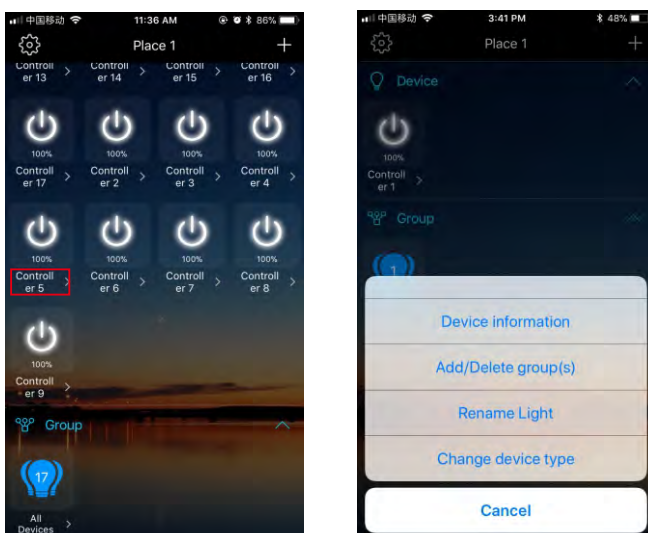 中国移动 11:36 AM 86%
Place 1 +
Controll er 13 > Controll er 14 > Controll er 15 > Controll er 16 >
100% 100% 100% 100%
Controll Controll Controll Controll
er 17 > er 2 > er 3 > er 4 >
100% 100% 100% 100%
Controll Controll Controll Controll
er 5 > er 6 > er 7 > er 8 >
100%
Controll
er 9 >
Group
17
All
Devices >
中国移动 3:41 PM 48%
Place 1 +
Device
100%
Controll
er 1 >
Group
1
Device information
Add/Delete group(s)
Rename Light
Change device type
Cancel